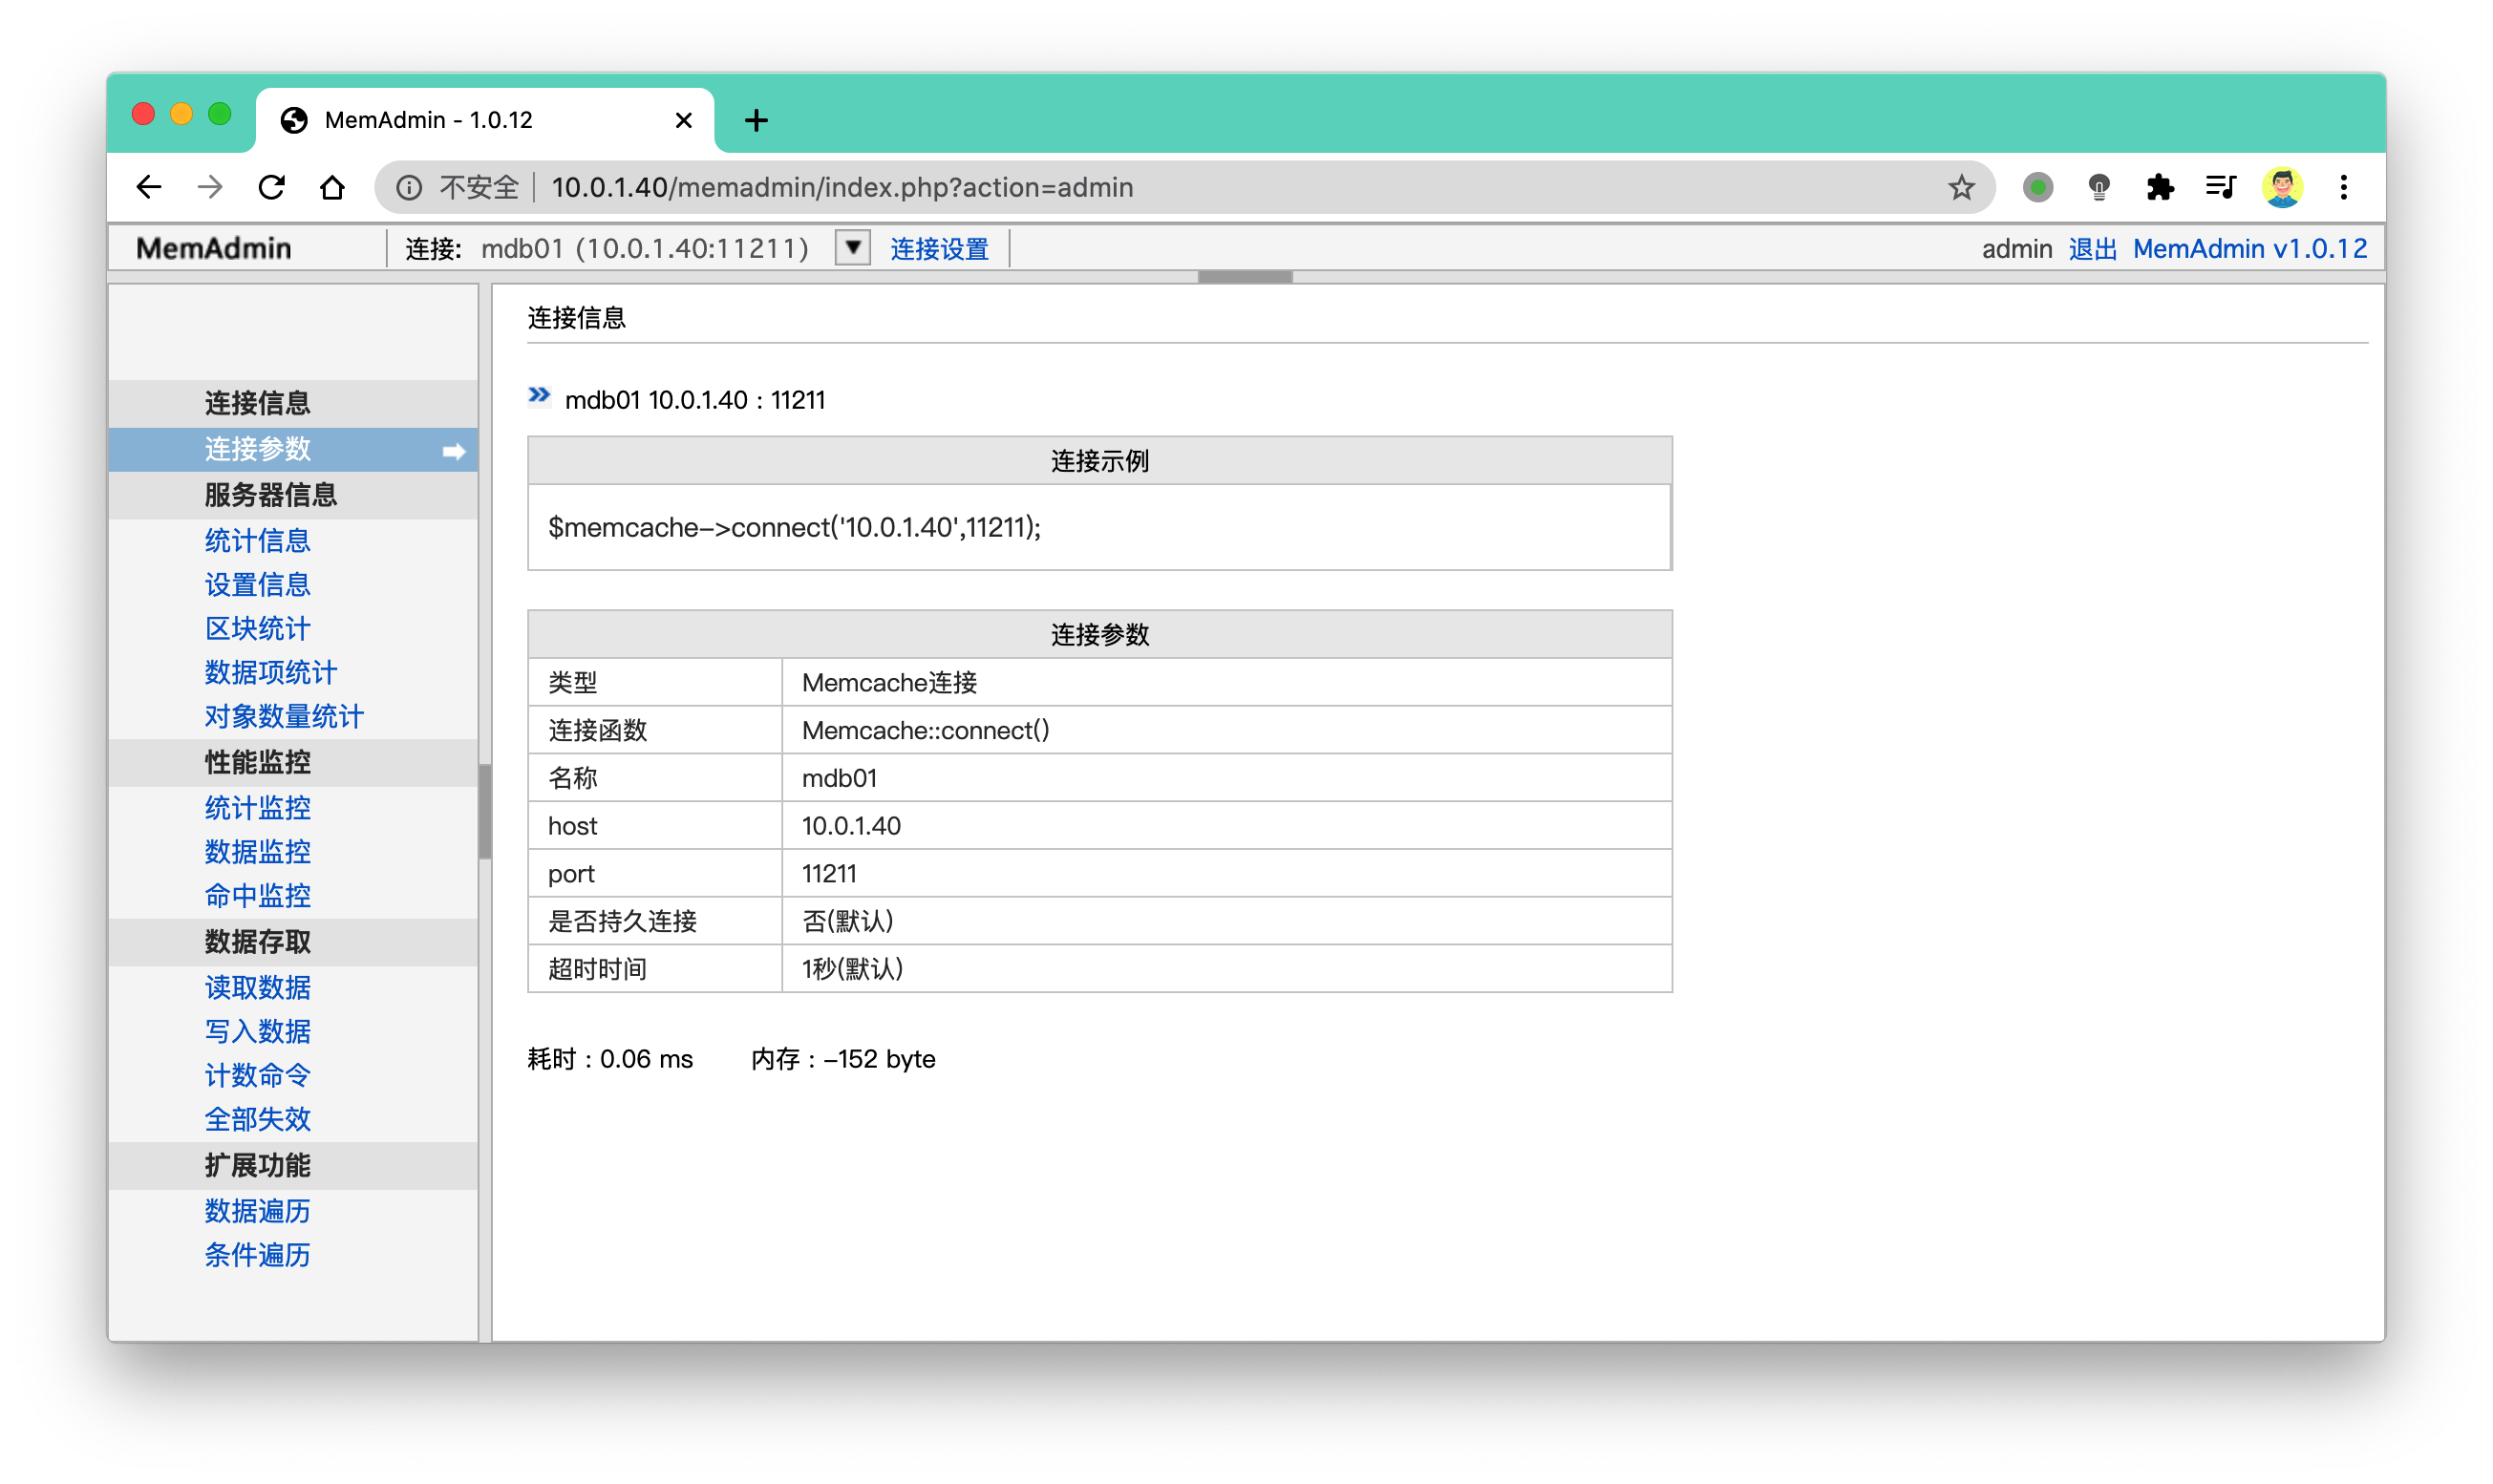 MemAdmin - 1.0.12
不安全 10.0.1.40/memadmin/index.php?action=admin
MemAdmin 连接: mdb01 (10.0.1.40:11211) 连接设置 admin 退出 MemAdmin v1.0.12
连接信息
连接参数
服务器信息
统计信息
设置信息
区块统计
数据项统计
对象数量统计
性能监控
统计监控
数据监控
命中监控
数据存取
读取数据
写入数据
计数命令
全部失效
扩展功能
数据遍历
条件遍历
连接信息
mdb01 10.0.1.40 : 11211
连接示例
$memcache->connect('10.0.1.40',11211);
连接参数
类型 Memcache连接
连接函数 Memcache::connect()
名称 mdb01
host 10.0.1.40
port 11211
是否持久连接 否(默认)
超时时间 1秒(默认)
耗时 : 0.06 ms 内存 : -152 byte